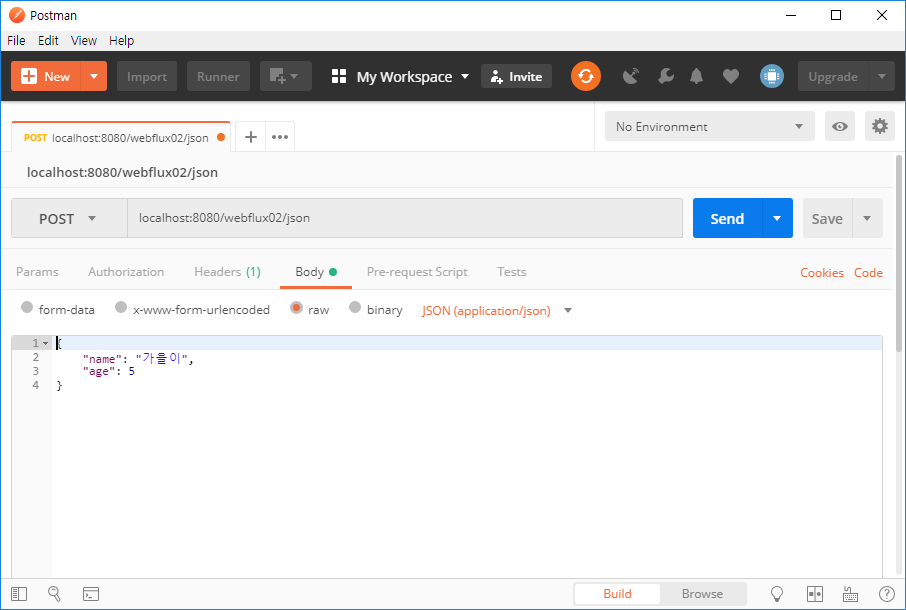 Postman
File Edit View Help
New Import Runner My Workspace Invite Upgrade
POST localhost:8080/webflux02/json
No Environment
localhost:8080/webflux02/json
POST localhost:8080/webflux02/json Send Save
Params Authorization Headers (1) Body Pre-request Script Tests Cookies Code
form-data x-www-form-urlencoded raw binary JSON (application/json)
1 {
2 "name": "가을이",
3 "age": 5
4 }
Build Browse